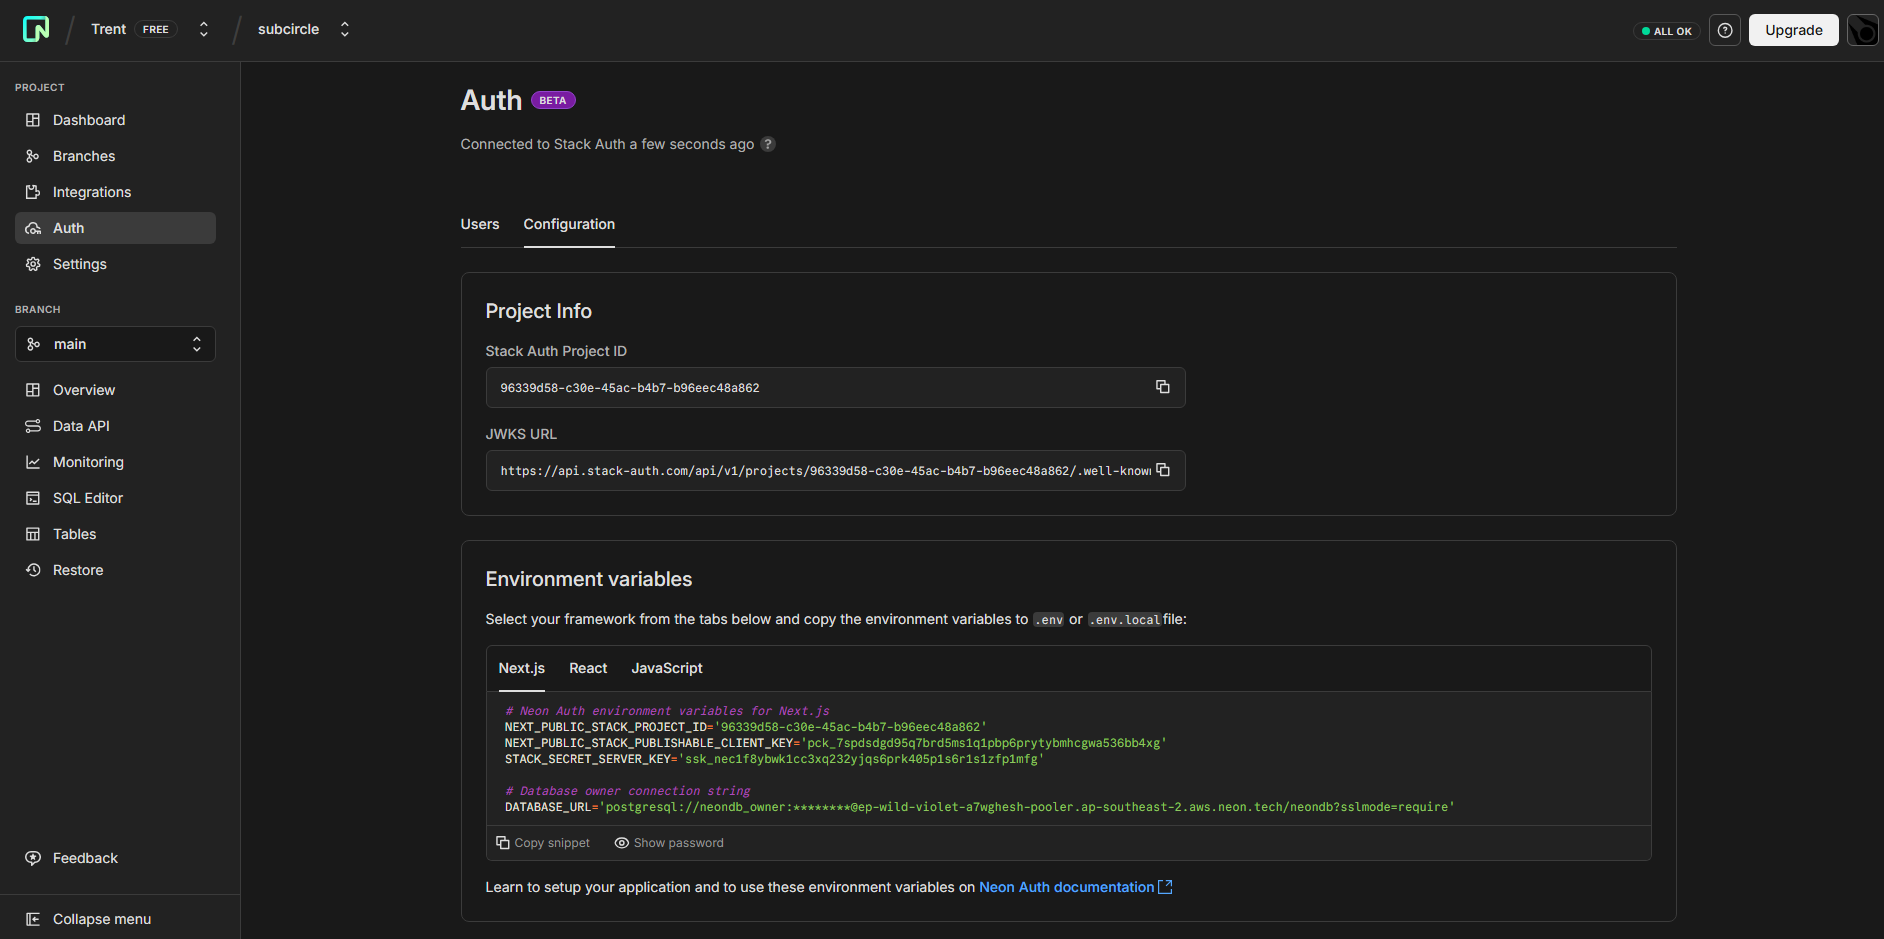 Trent FREE subcircle
ALL OK Upgrade
PROJECT
Dashboard
Branches
Integrations
Auth
Settings
BRANCH
main
Overview
Data API
Monitoring
SQL Editor
Tables
Restore
Feedback
Collapse menu
Auth BETA
Connected to Stack Auth a few seconds ago
Users Configuration
Project Info
Stack Auth Project ID
96339d58-c30e-45ac-b4b7-b96eec48a862
JWKS URL
https://api.stack-auth.com/api/v1/projects/96339d58-c30e-45ac-b4b7-b96eec48a862/.well-known
Environment variables
Select your framework from the tabs below and copy the environment variables to .env or .env.local file:
Next.js React JavaScript
# Neon Auth environment variables for Next.js
NEXT_PUBLIC_STACK_PROJECT_ID='96339d58-c30e-45ac-b4b7-b96eec48a862'
NEXT_PUBLIC_STACK_PUBLISHABLE_CLIENT_KEY='pck_7spdsdgd95q7brd5ms1q1pbp6prytybmhcgwa536bb4xg'
STACK_SECRET_SERVER_KEY='ssk_nec1f8ybwk1cc3xq232yjqs6prk405p1s6r1s1zfp1mfg'
# Database owner connection string
DATABASE_URL='postgresql://neondb_owner:********@ep-wild-violet-a7wghesh-pooler.ap-southeast-2.aws.neon.tech/neondb?sslmode=require'
Copy snippet Show password
Learn to setup your application and to use these environment variables on Neon Auth documentation